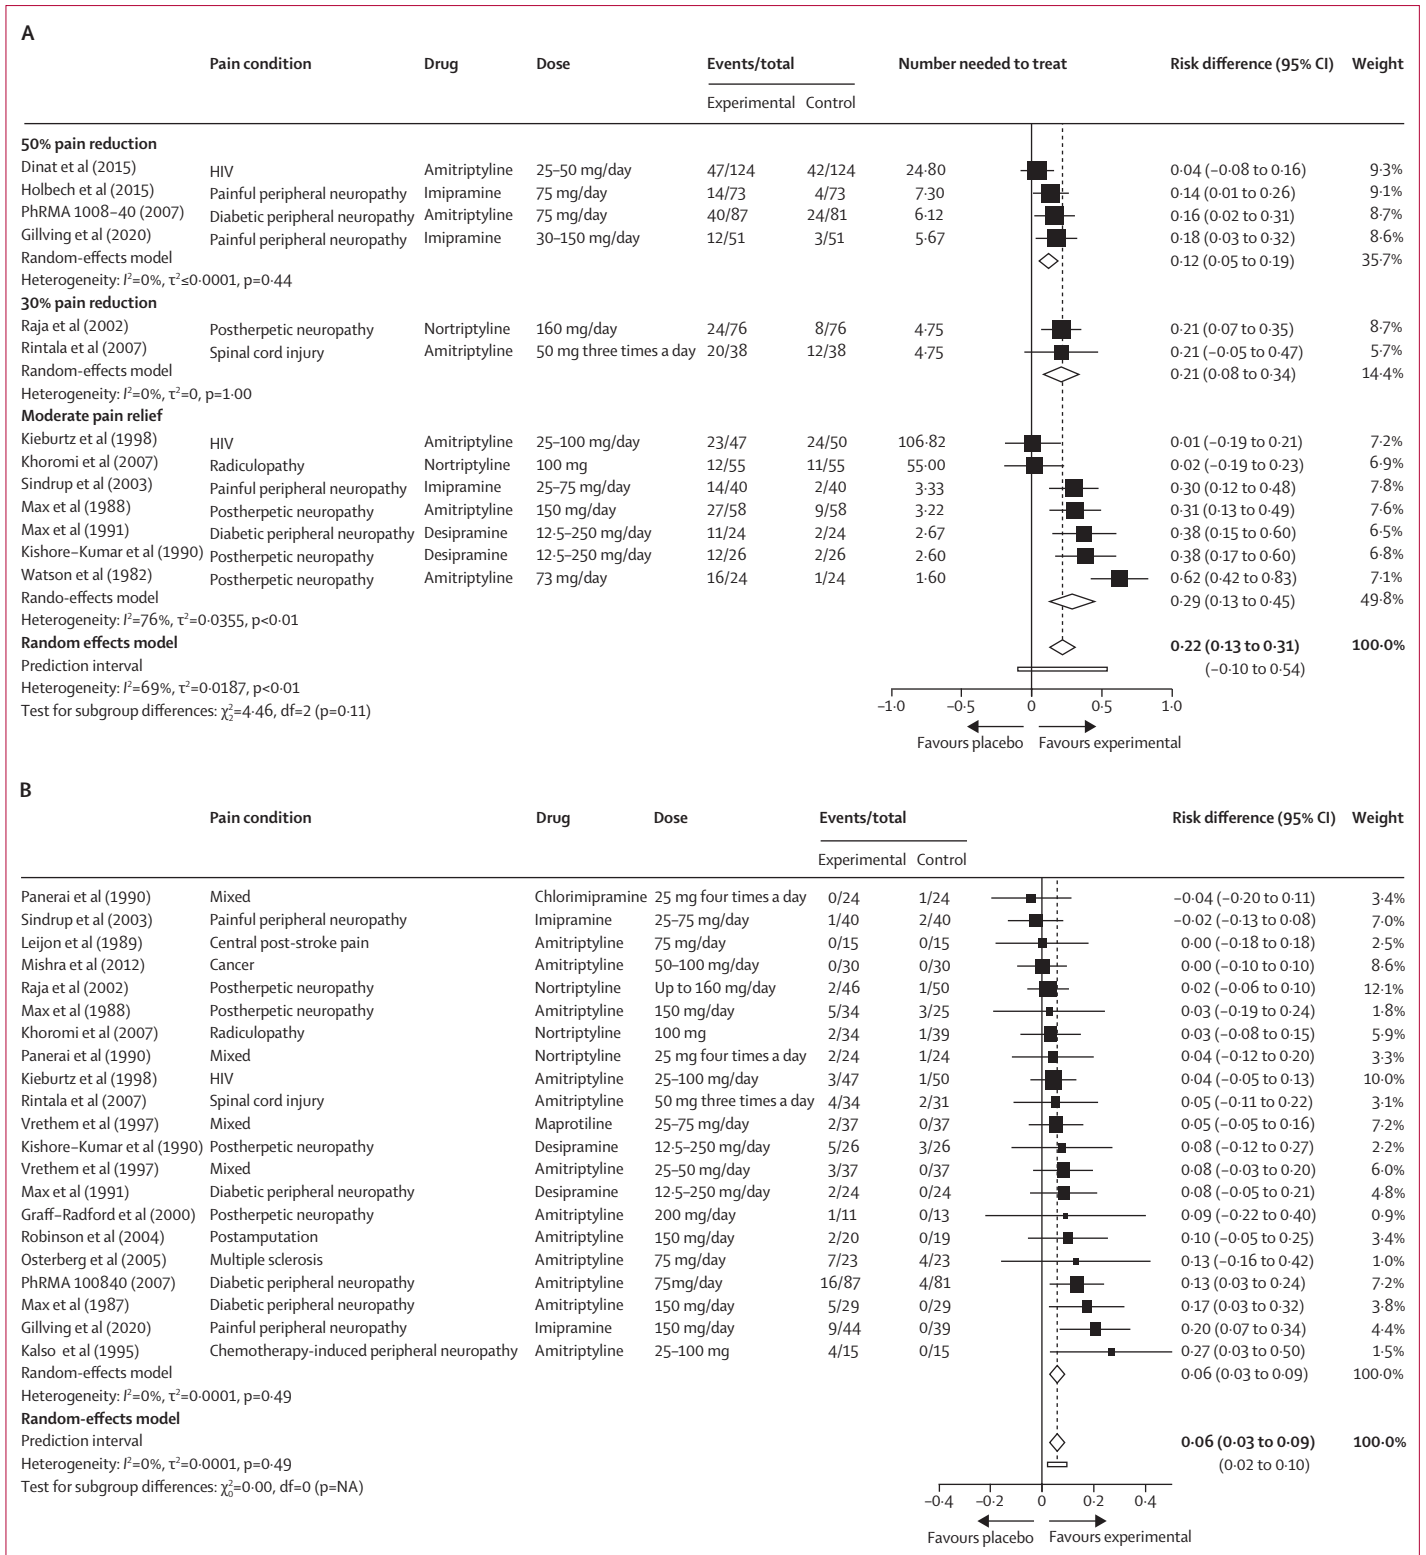 A
Pain condition Drug Dose Events/total Number needed to treat Risk difference (95% CI) Weight
Experimental Control
50% pain reduction
Dinat et al (2015) HIV Amitriptyline 25–50 mg/day 47/124 42/124 24·80 0·04 (–0·08 to 0·16) 9·3%
Holbech et al (2015) Painful peripheral neuropathy Imipramine 75 mg/day 14/73 4/73 7·30 0·14 (0·01 to 0·26) 9·1%
PhRMA 1008–40 (2007) Diabetic peripheral neuropathy Amitriptyline 75 mg/day 40/87 24/81 6·12 0·16 (0·02 to 0·31) 8·7%
Gillving et al (2020) Painful peripheral neuropathy Imipramine 30–150 mg/day 12/51 3/51 5·67 0·18 (0·03 to 0·32) 8·6%
Random-effects model 0·12 (0·05 to 0·19) 35·7%
Heterogeneity: I²=0%, τ²≤0·0001, p=0·44
30% pain reduction
Raja et al (2002) Postherpetic neuropathy Nortriptyline 160 mg/day 24/76 8/76 4·75 0·21 (0·07 to 0·35) 8·7%
Rintala et al (2007) Spinal cord injury Amitriptyline 50 mg three times a day 20/38 12/38 4·75 0·21 (–0·05 to 0·47) 5·7%
Random-effects model 0·21 (0·08 to 0·34) 14·4%
Heterogeneity: I²=0%, τ²=0, p=1·00
Moderate pain relief
Kieburtz et al (1998) HIV Amitriptyline 25–100 mg/day 23/47 24/50 106·82 0·01 (–0·19 to 0·21) 7·2%
Khoromi et al (2007) Radiculopathy Nortriptyline 100 mg 12/55 11/55 55·00 0·02 (–0·19 to 0·23) 6·9%
Sindrup et al (2003) Painful peripheral neuropathy Imipramine 25–75 mg/day 14/40 2/40 3·33 0·30 (0·12 to 0·48) 7·8%
Max et al (1988) Postherpetic neuropathy Amitriptyline 150 mg/day 27/58 9/58 3·22 0·31 (0·13 to 0·49) 7·6%
Max et al (1991) Diabetic peripheral neuropathy Desipramine 12·5–250 mg/day 11/24 2/24 2·67 0·38 (0·15 to 0·60) 6·5%
Kishore–Kumar et al (1990) Postherpetic neuropathy Desipramine 12·5–250 mg/day 12/26 2/26 2·60 0·38 (0·17 to 0·60) 6·8%
Watson et al (1982) Postherpetic neuropathy Amitriptyline 73 mg/day 16/24 1/24 1·60 0·62 (0·42 to 0·83) 7·1%
Rando-effects model 0·29 (0·13 to 0·45) 49·8%
Heterogeneity: I²=76%, τ²=0·0355, p<0·01
Random effects model 0·22 (0·13 to 0·31) 100·0%
Prediction interval (–0·10 to 0·54)
Heterogeneity: I²=69%, τ²=0·0187, p<0·01
Test for subgroup differences: χ²₂=4·46, df=2 (p=0·11)
–1·0 –0·5 0 0·5 1·0
Favours placebo Favours experimental
B
Pain condition Drug Dose Events/total Risk difference (95% CI) Weight
Experimental Control
Panerai et al (1990) Mixed Chlorimipramine 25 mg four times a day 0/24 1/24 –0·04 (–0·20 to 0·11) 3·4%
Sindrup et al (2003) Painful peripheral neuropathy Imipramine 25–75 mg/day 1/40 2/40 –0·02 (–0·13 to 0·08) 7·0%
Leijon et al (1989) Central post-stroke pain Amitriptyline 75 mg/day 0/15 0/15 0·00 (–0·18 to 0·18) 2·5%
Mishra et al (2012) Cancer Amitriptyline 50–100 mg/day 0/30 0/30 0·00 (–0·10 to 0·10) 8·6%
Raja et al (2002) Postherpetic neuropathy Nortriptyline Up to 160 mg/day 2/46 1/50 0·02 (–0·06 to 0·10) 12·1%
Max et al (1988) Postherpetic neuropathy Amitriptyline 150 mg/day 5/34 3/25 0·03 (–0·19 to 0·24) 1·8%
Khoromi et al (2007) Radiculopathy Nortriptyline 100 mg 2/34 1/39 0·03 (–0·08 to 0·15) 5·9%
Panerai et al (1990) Mixed Nortriptyline 25 mg four times a day 2/24 1/24 0·04 (–0·12 to 0·20) 3·3%
Kieburtz et al (1998) HIV Amitriptyline 25–100 mg/day 3/47 1/50 0·04 (–0·05 to 0·13) 10·0%
Rintala et al (2007) Spinal cord injury Amitriptyline 50 mg three times a day 4/34 2/31 0·05 (–0·11 to 0·22) 3·1%
Vrethem et al (1997) Mixed Maprotiline 25–75 mg/day 2/37 0/37 0·05 (–0·05 to 0·16) 7·2%
Kishore–Kumar et al (1990) Postherpetic neuropathy Desipramine 12·5–250 mg/day 5/26 3/26 0·08 (–0·12 to 0·27) 2·2%
Vrethem et al (1997) Mixed Amitriptyline 25–50 mg/day 3/37 0/37 0·08 (–0·03 to 0·20) 6·0%
Max et al (1991) Diabetic peripheral neuropathy Desipramine 12·5–250 mg/day 2/24 0/24 0·08 (–0·05 to 0·21) 4·8%
Graff–Radford et al (2000) Postherpetic neuropathy Amitriptyline 200 mg/day 1/11 0/13 0·09 (–0·22 to 0·40) 0·9%
Robinson et al (2004) Postamputation Amitriptyline 150 mg/day 2/20 0/19 0·10 (–0·05 to 0·25) 3·4%
Osterberg et al (2005) Multiple sclerosis Amitriptyline 75 mg/day 7/23 4/23 0·13 (–0·16 to 0·42) 1·0%
PhRMA 100840 (2007) Diabetic peripheral neuropathy Amitriptyline 75mg/day 16/87 4/81 0·13 (0·03 to 0·24) 7·2%
Max et al (1987) Diabetic peripheral neuropathy Amitriptyline 150 mg/day 5/29 0/29 0·17 (0·03 to 0·32) 3·8%
Gillving et al (2020) Painful peripheral neuropathy Imipramine 150 mg/day 9/44 0/39 0·20 (0·07 to 0·34) 4·4%
Kalso et al (1995) Chemotherapy-induced peripheral neuropathy Amitriptyline 25–100 mg 4/15 0/15 0·27 (0·03 to 0·50) 1·5%
Random-effects model 0·06 (0·03 to 0·09) 100·0%
Heterogeneity: I²=0%, τ²=0·0001, p=0·49
Random-effects model
Prediction interval 0·06 (0·03 to 0·09) 100·0%
Heterogeneity: I²=0%, τ²=0·0001, p=0·49 (0·02 to 0·10)
Test for subgroup differences: χ²₀=0·00, df=0 (p=NA)
–0·4 –0·2 0 0·2 0·4
Favours placebo Favours experimental